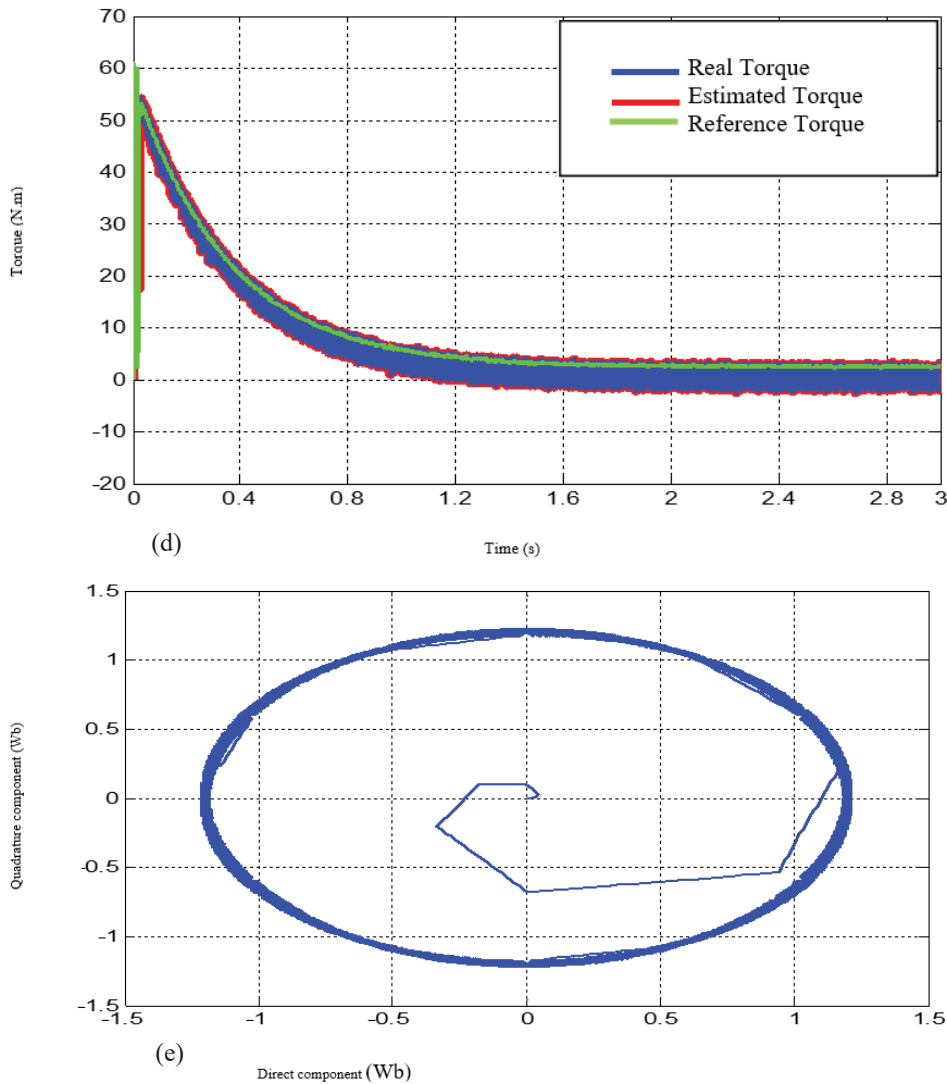 70
60
50
40
30
20
10
0
-10
-20
Torque (N.m)
Real Torque
Estimated Torque
Reference Torque
0 0.4 0.8 1.2 1.6 2 2.4 2.8 3
(d) Time (s)
1.5
1
0.5
0
-0.5
-1
-1.5
Quadrature component (Wb)
-1.5 -1 -0.5 0 0.5 1 1.5
(e)
Direct component (Wb)